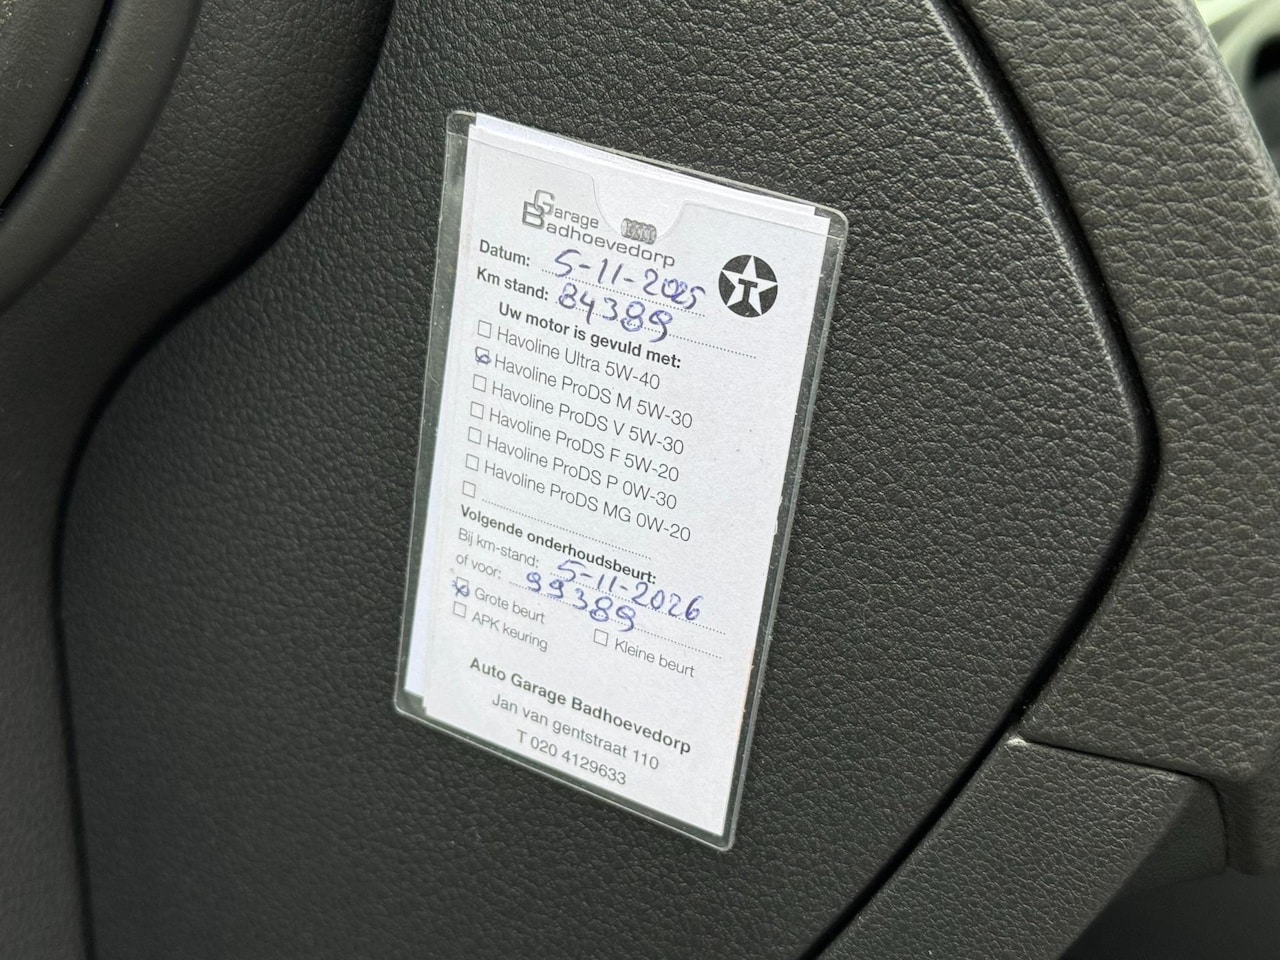 Garage
Badhoevedorp
Datum: 5-11-2025
Km stand: 84389
Uw motor is gevuld met:
Havoline Ultra 5W-40
Havoline ProDS M 5W-30
Havoline ProDS V 5W-30
Havoline ProDS F 5W-20
Havoline ProDS P 0W-30
Havoline ProDS MG 0W-20
Volgende onderhoudsbeurt:
Bij km-stand: 5-11-2026
of voor: 99389
Grote beurt
Kleine beurt
APK keuring
Auto Garage Badhoevedorp
Jan van gentstraat 110
T 020 4129633
T